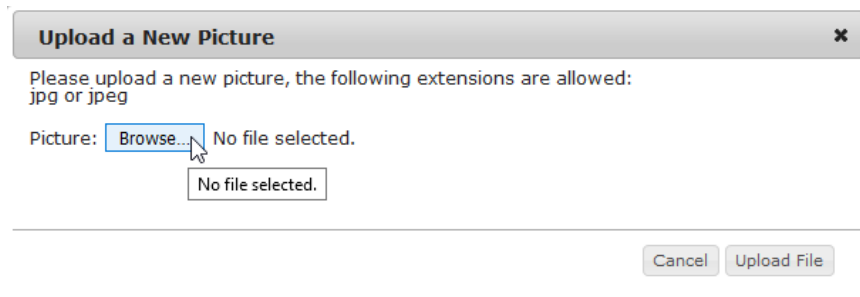 Upload a New Picture
Please upload a new picture, the following extensions are allowed:
jpg or jpeg
Picture: Browse... No file selected.
No file selected.
Cancel Upload File